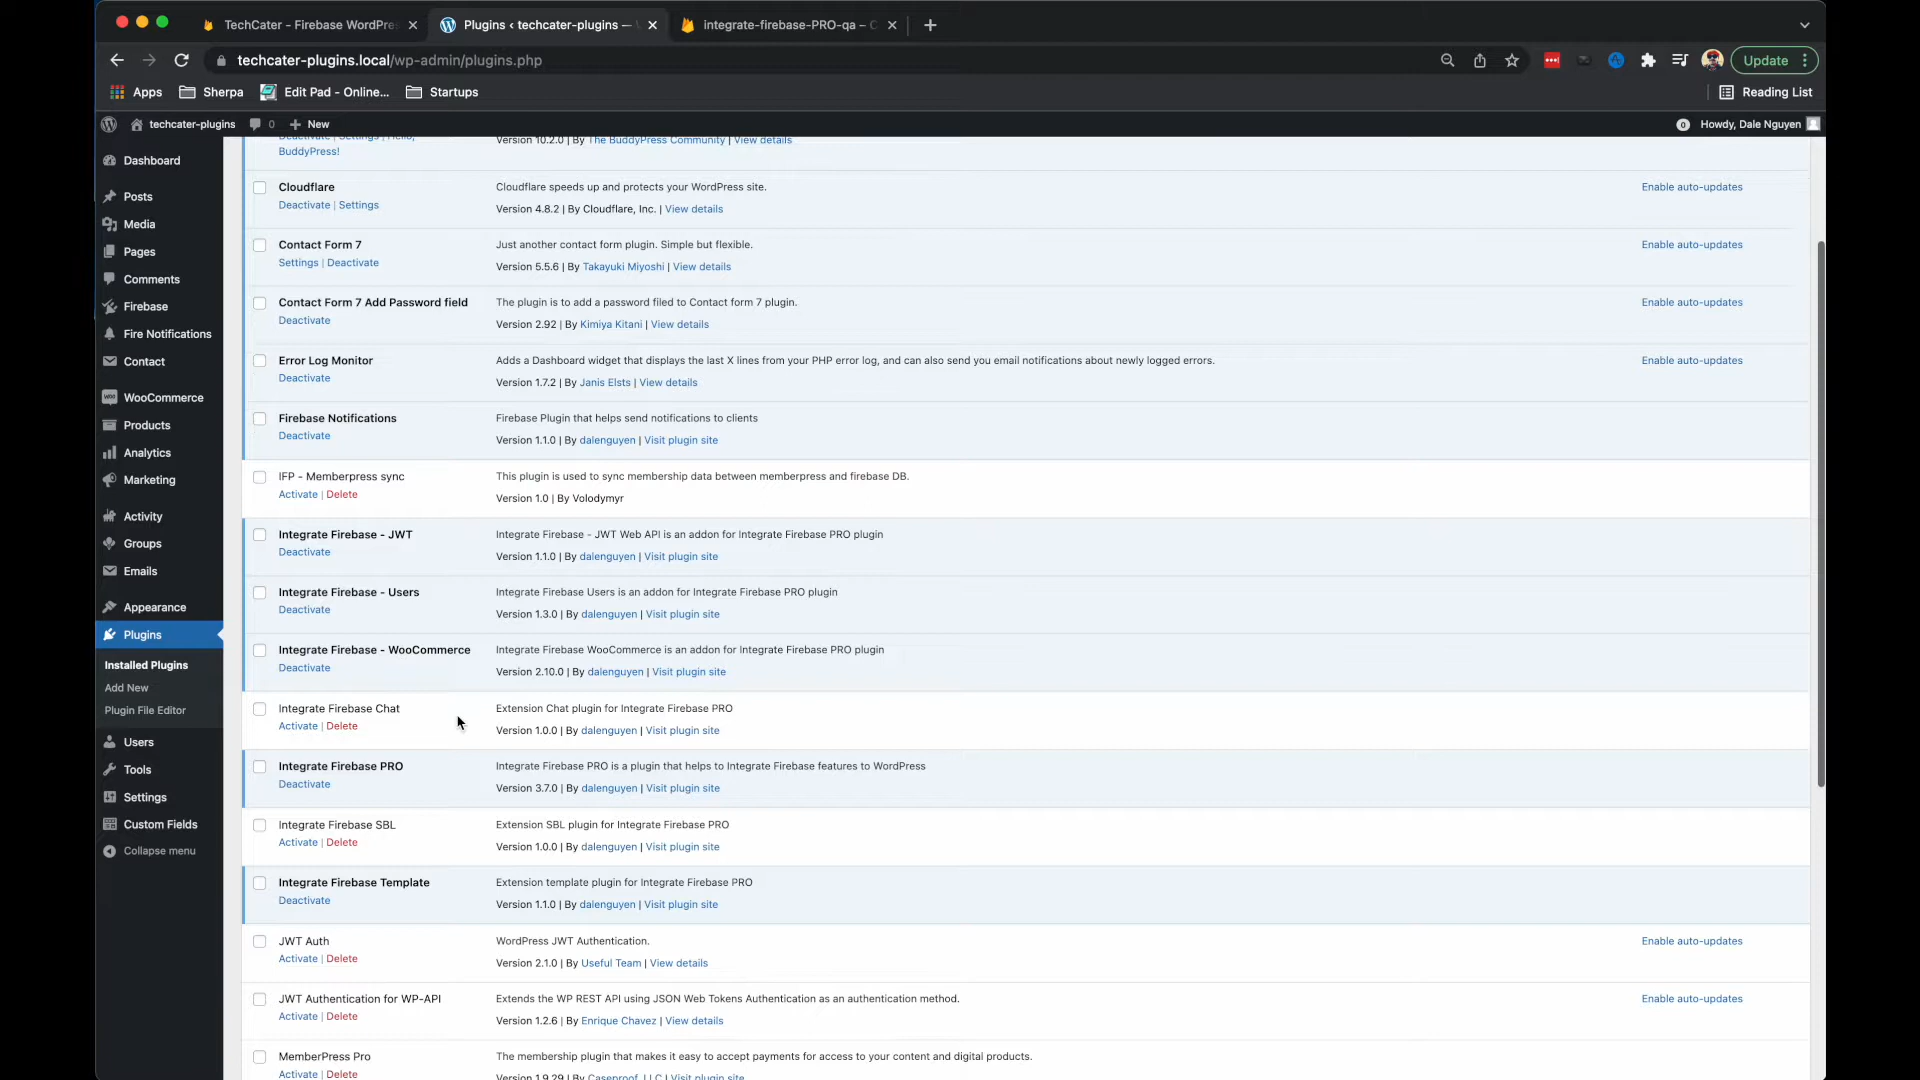 TechCater - Firebase WordPre
Plugins ‹ techcater-plugins —
integrate-firebase-PRO-qa –
techcater-plugins.local/wp-admin/plugins.php
Update
Apps
Sherpa
Edit Pad - Online...
Startups
Reading List
techcater-plugins
0
New
0
Howdy, Dale Nguyen
Dashboard
Posts
Media
Pages
Comments
Firebase
Fire Notifications
Contact
WooCommerce
Products
Analytics
Marketing
Activity
Groups
Emails
Appearance
Plugins
Installed Plugins
Add New
Plugin File Editor
Users
Tools
Settings
Custom Fields
Collapse menu
Deactivate | Settings | Hello,
BuddyPress!
Version 10.2.0 | By The BuddyPress Community | View details
Cloudflare
Deactivate | Settings
Cloudflare speeds up and protects your WordPress site.
Version 4.8.2 | By Cloudflare, Inc. | View details
Enable auto-updates
Contact Form 7
Settings | Deactivate
Just another contact form plugin. Simple but flexible.
Version 5.5.6 | By Takayuki Miyoshi | View details
Enable auto-updates
Contact Form 7 Add Password field
Deactivate
The plugin is to add a password filed to Contact form 7 plugin.
Version 2.92 | By Kimiya Kitani | View details
Enable auto-updates
Error Log Monitor
Deactivate
Adds a Dashboard widget that displays the last X lines from your PHP error log, and can also send you email notifications about newly logged errors.
Version 1.7.2 | By Janis Elsts | View details
Enable auto-updates
Firebase Notifications
Deactivate
Firebase Plugin that helps send notifications to clients
Version 1.1.0 | By dalenguyen | Visit plugin site
IFP - Memberpress sync
Activate | Delete
This plugin is used to sync membership data between memberpress and firebase DB.
Version 1.0 | By Volodymyr
Integrate Firebase - JWT
Deactivate
Integrate Firebase - JWT Web API is an addon for Integrate Firebase PRO plugin
Version 1.1.0 | By dalenguyen | Visit plugin site
Integrate Firebase - Users
Deactivate
Integrate Firebase Users is an addon for Integrate Firebase PRO plugin
Version 1.3.0 | By dalenguyen | Visit plugin site
Integrate Firebase - WooCommerce
Deactivate
Integrate Firebase WooCommerce is an addon for Integrate Firebase PRO plugin
Version 2.10.0 | By dalenguyen | Visit plugin site
Integrate Firebase Chat
Activate | Delete
Extension Chat plugin for Integrate Firebase PRO
Version 1.0.0 | By dalenguyen | Visit plugin site
Integrate Firebase PRO
Deactivate
Integrate Firebase PRO is a plugin that helps to Integrate Firebase features to WordPress
Version 3.7.0 | By dalenguyen | Visit plugin site
Integrate Firebase SBL
Activate | Delete
Extension SBL plugin for Integrate Firebase PRO
Version 1.0.0 | By dalenguyen | Visit plugin site
Integrate Firebase Template
Deactivate
Extension template plugin for Integrate Firebase PRO
Version 1.1.0 | By dalenguyen | Visit plugin site
JWT Auth
Activate | Delete
WordPress JWT Authentication.
Version 2.1.0 | By Useful Team | View details
Enable auto-updates
JWT Authentication for WP-API
Activate | Delete
Extends the WP REST API using JSON Web Tokens Authentication as an authentication method.
Version 1.2.6 | By Enrique Chavez | View details
Enable auto-updates
MemberPress Pro
Activate | Delete
The membership plugin that makes it easy to accept payments for access to your content and digital products.
Version 1.9.29 | By Caseproof, LLC | Visit plugin site